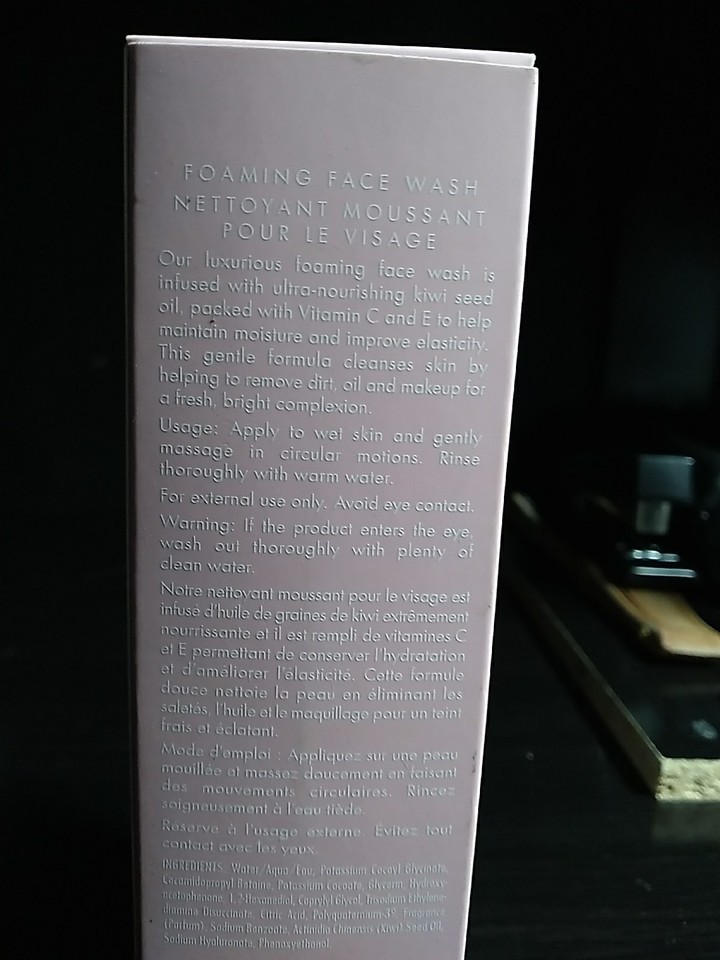 FOAMING FACE WASH
NETTOYANT MOUSSANT
POUR LE VISAGE
Our luxurious foaming face wash is
infused with ultra-nourishing kiwi seed
oil, packed with Vitamin C and E to help
maintain moisture and improve elasticity.
This gentle formula cleanses skin by
helping to remove dirt, oil and makeup for
a fresh, bright complexion.
Usage: Apply to wet skin and gently
massage in circular motions. Rinse
thoroughly with warm water.
For external use only. Avoid eye contact.
Warning: If the product enters the eye,
wash out thoroughly with plenty of
clean water.
Notre nettoyant moussant pour le visage est
infusé d'huile de graines de kiwi extrêmement
nourrissante et il est rempli de vitamines C
et E permettant de conserver l'hydratation
et d'améliorer l'élasticité. Cette formule
douce nettoie la peau en éliminant les
saletés, l'huile et le maquillage pour un teint
frais et éclatant.
Mode d'emploi : Appliquez sur une peau
mouillée et massez doucement en faisant
des mouvements circulaires. Rincez
soigneusement à l'eau tiède.
Réservé à l'usage externe. Évitez tout
contact avec les yeux.
INGREDIENTS: Water/Aqua/Eau, Potassium Cocoyl Glycinate,
Cocamidopropyl Betaine, Potassium Cocoate, Glycerin, Hydroxy-
acetophenone, 1,2-Hexanediol, Caprylyl Glycol, Trisodium Ethylene-
diamine Disuccinate, Citric Acid, Polyquaternium-39, Fragrance
(Parfum), Sodium Benzoate, Actinidia Chinensis (Kiwi) Seed Oil,
Sodium Hyaluronate, Phenoxyethanol.